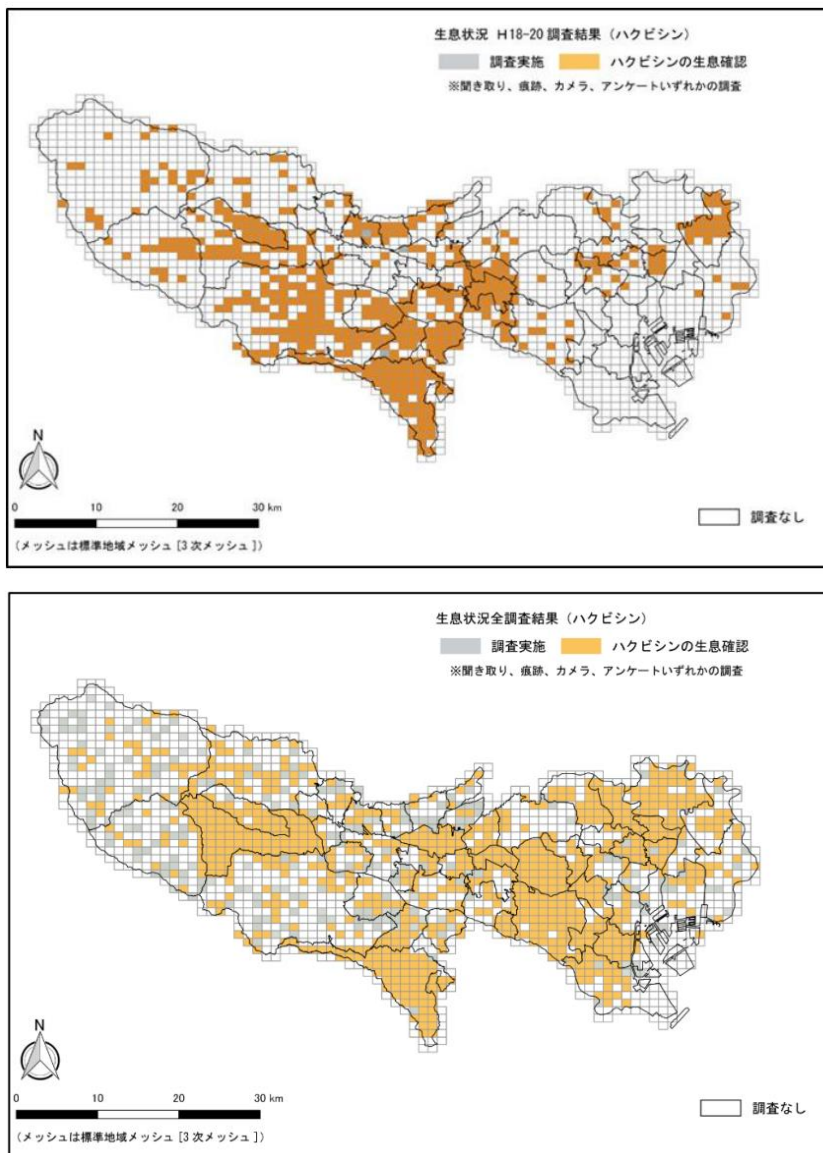 生息状況 H18-20 調査結果（ハクビシン）
調査実施 ハクビシンの生息確認
※聞き取り、痕跡、カメラ、アンケートいずれかの調査
N
0 10 20 30 km
（メッシュは標準地域メッシュ [3 次メッシュ ]）
調査なし
生息状況全調査結果（ハクビシン）
調査実施 ハクビシンの生息確認
※聞き取り、痕跡、カメラ、アンケートいずれかの調査
N
0 10 20 30 km
（メッシュは標準地域メッシュ [3 次メッシュ ]）
調査なし